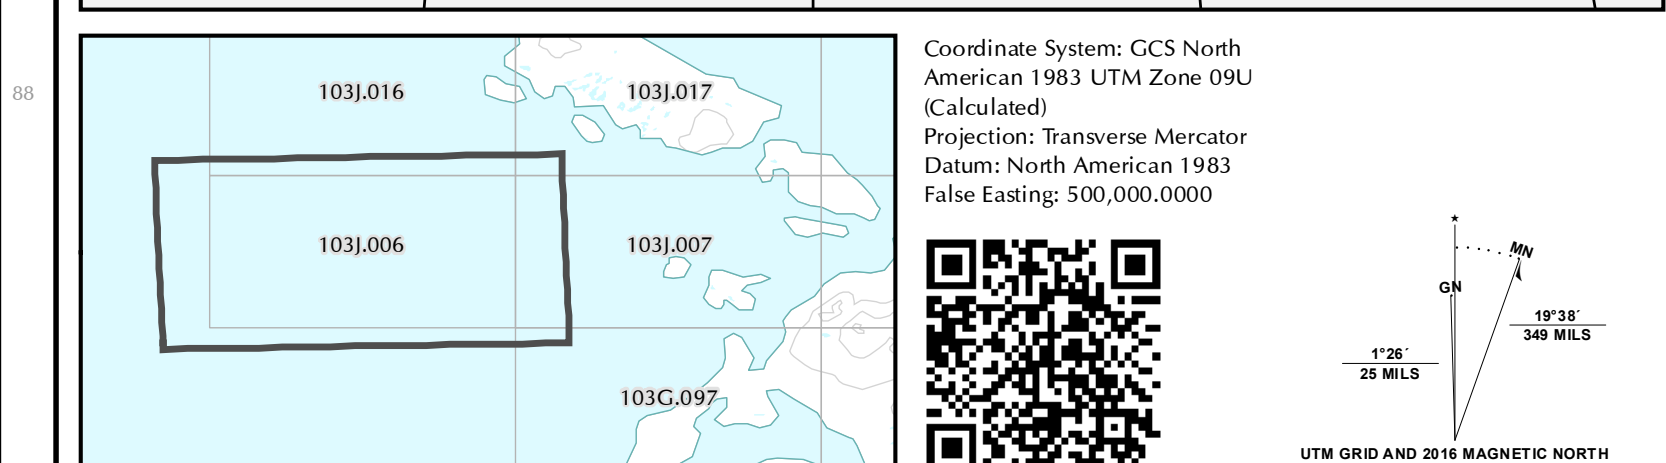 88
103J.016
103J.017
103J.006
103J.007
103G.097
Coordinate System: GCS North
American 1983 UTM Zone 09U
(Calculated)
Projection: Transverse Mercator
Datum: North American 1983
False Easting: 500,000.0000
MN
GN
19°38´
349 MILS
1°26´
25 MILS
UTM GRID AND 2016 MAGNETIC NORTH